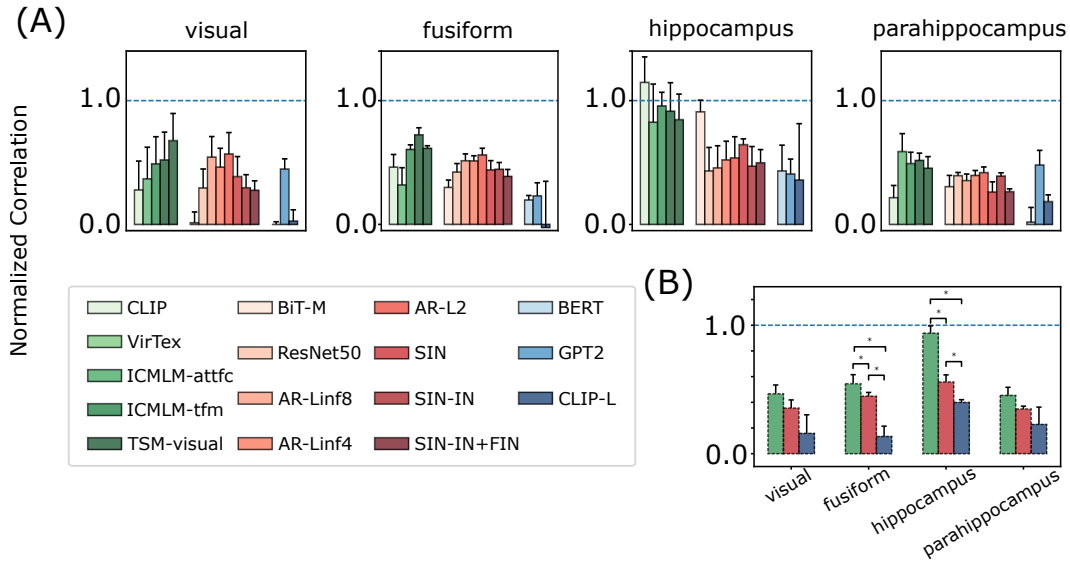 (A)
visual
fusiform
hippocampus
parahippocampus
Normalized Correlation
1.0
0.0
1.0
0.0
1.0
0.0
1.0
0.0
CLIP
VirTex
ICMLM-attfc
ICMLM-tfm
TSM-visual
BiT-M
ResNet50
AR-Linf8
AR-Linf4
AR-L2
SIN
SIN-IN
SIN-IN+FIN
BERT
GPT2
CLIP-L
(B)
1.0
0.0
* * *
* * *
visual
fusiform
hippocampus
parahippocampus